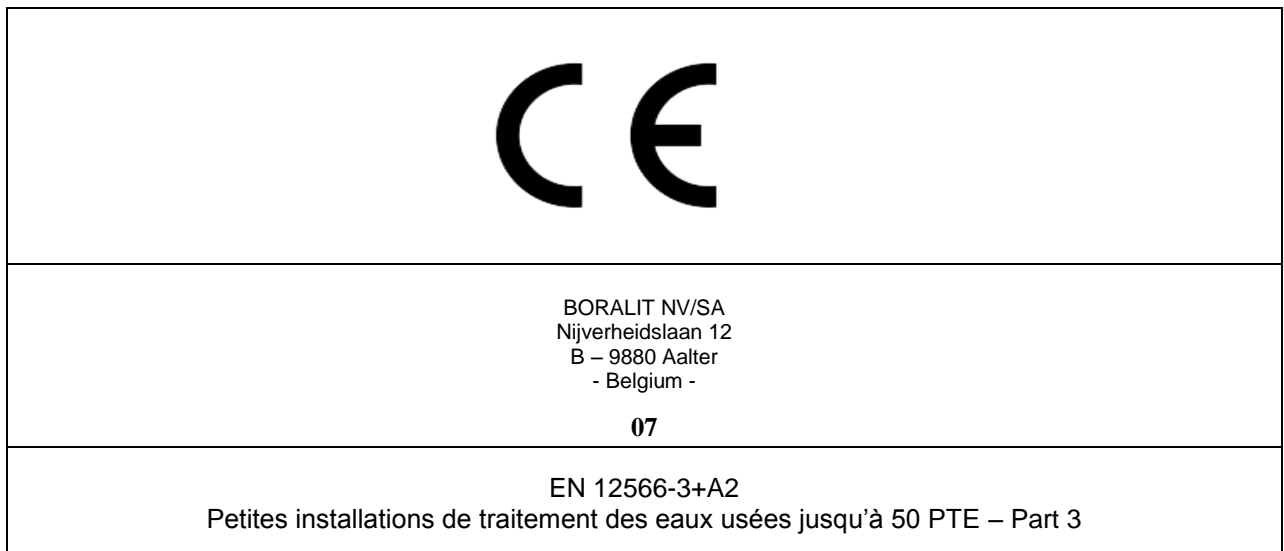 CE
BORALIT NV/SA
Nijverheidslaan 12
B – 9880 Aalter
- Belgium -
07
EN 12566-3+A2
Petites installations de traitement des eaux usées jusqu’à 50 PTE – Part 3